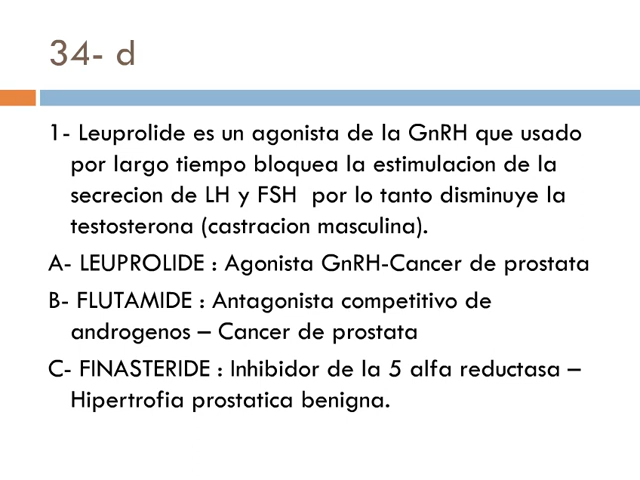 34- d
1- Leuprolide es un agonista de la GnRH que usado
por largo tiempo bloquea la estimulacion de la
secrecion de LH y FSH  por lo tanto disminuye la
testosterona (castracion masculina).
A- LEUPROLIDE : Agonista GnRH-Cancer de prostata
B- FLUTAMIDE : Antagonista competitivo de
androgenos – Cancer de prostata
C- FINASTERIDE : Inhibidor de la 5 alfa reductasa –
Hipertrofia prostatica benigna.